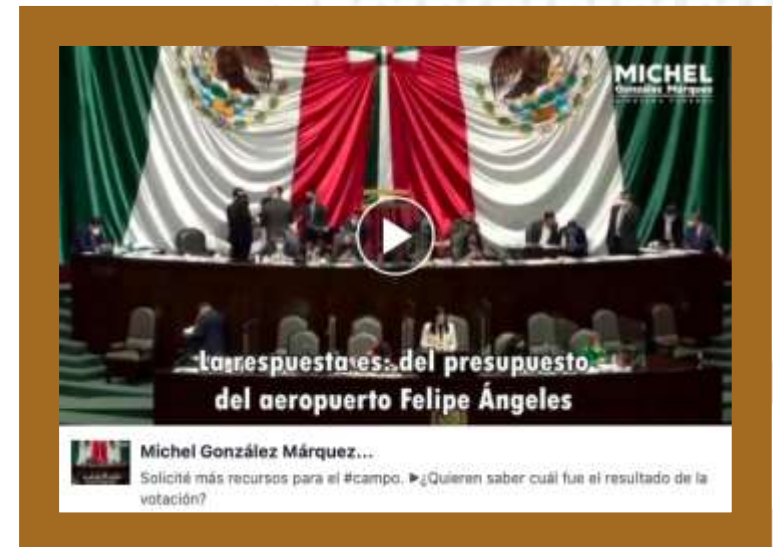 MICHEL
González Márquez
La respuesta es: del presupuesto
del aeropuerto Felipe Ángeles
Michel González Márquez...
Solicité más recursos para el #campo. ▶¿Quieren saber cuál fue el resultado de la
votación?